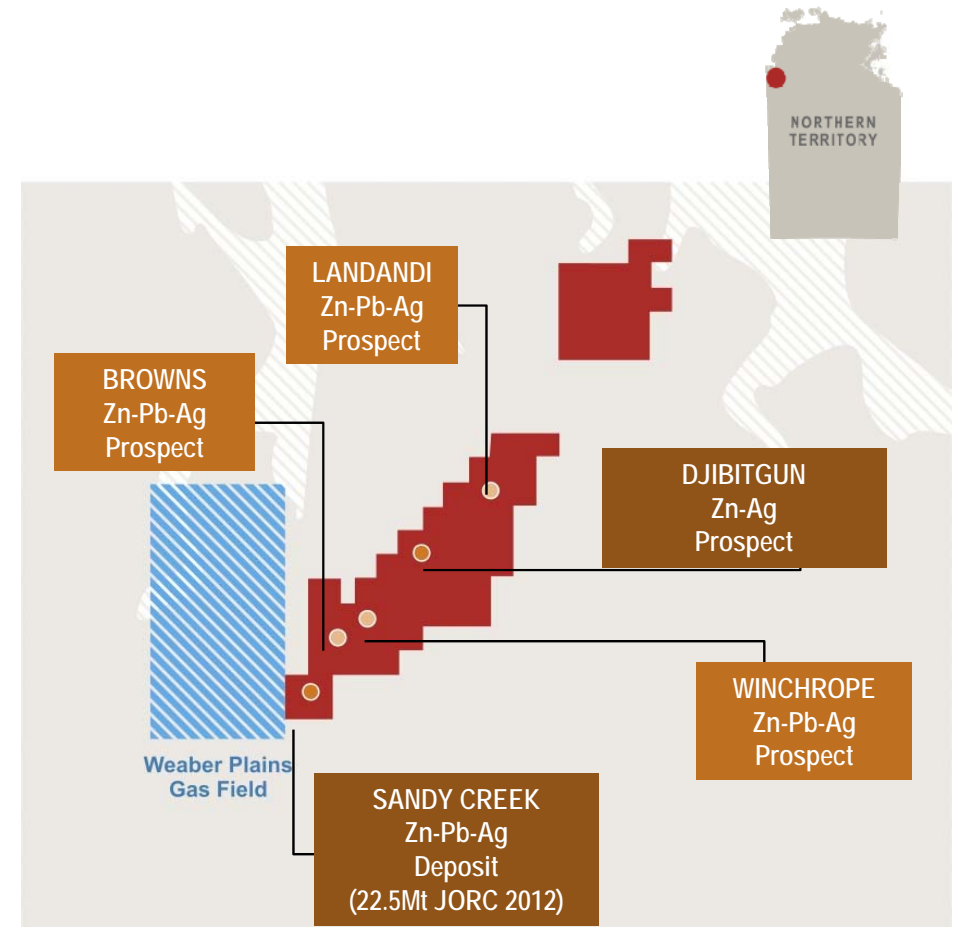 NORTHERN
TERRITORY
LANDANDI
Zn-Pb-Ag
Prospect
BROWNS
Zn-Pb-Ag
Prospect
DJIBITGUN
Zn-Ag
Prospect
WINCHROPE
Zn-Pb-Ag
Prospect
Weaber Plains
Gas Field
SANDY CREEK
Zn-Pb-Ag
Deposit
(22.5Mt JORC 2012)